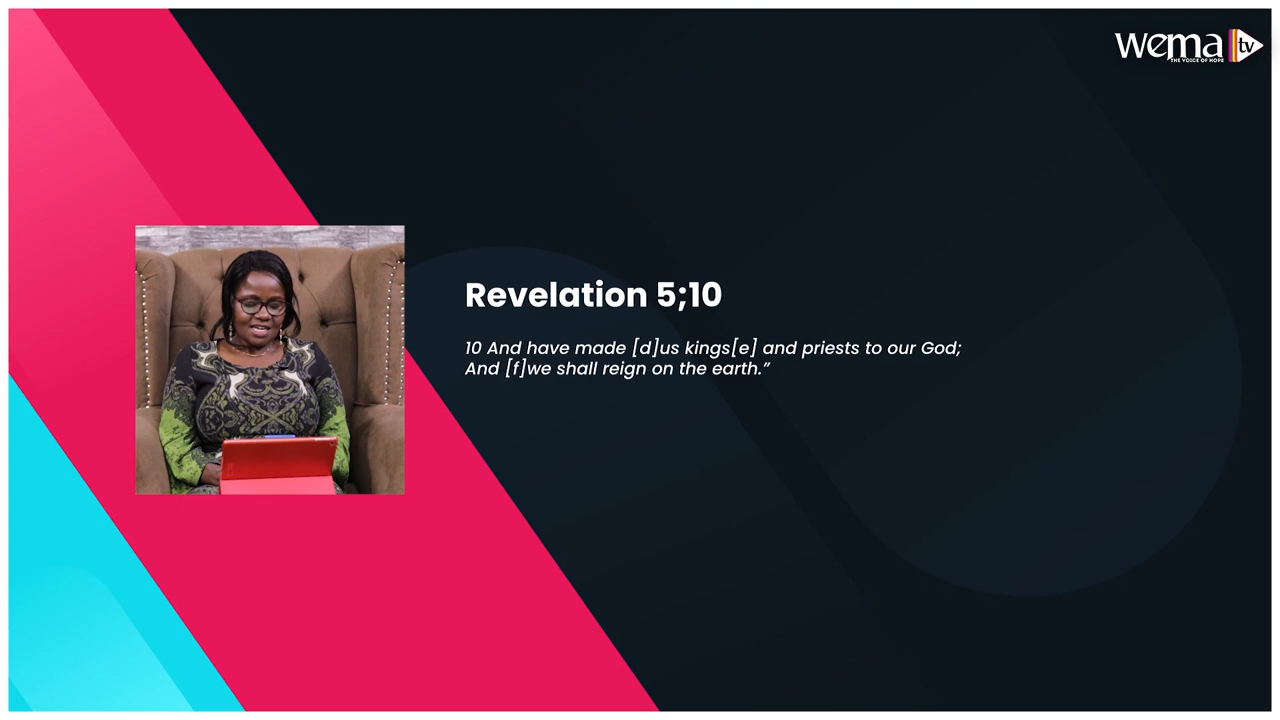 wema tv
THE VOICE OF HOPE
Revelation 5;10
10 And have made [d]us kings[e] and priests to our God;
And [f]we shall reign on the earth.”